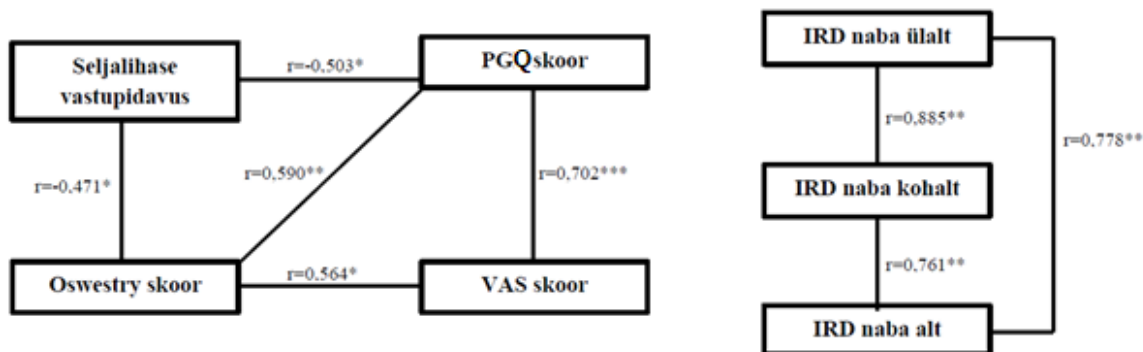 Seljalihase
vastupidavus
r=-0,503*
PGQskoor
r=-0,471*
r=0,590**
r=0,702***
Oswestry skoor
r=0,564*
VAS skoor
IRD naba ülalt
r=0,885**
r=0,778**
IRD naba kohalt
r=0,761**
IRD naba alt